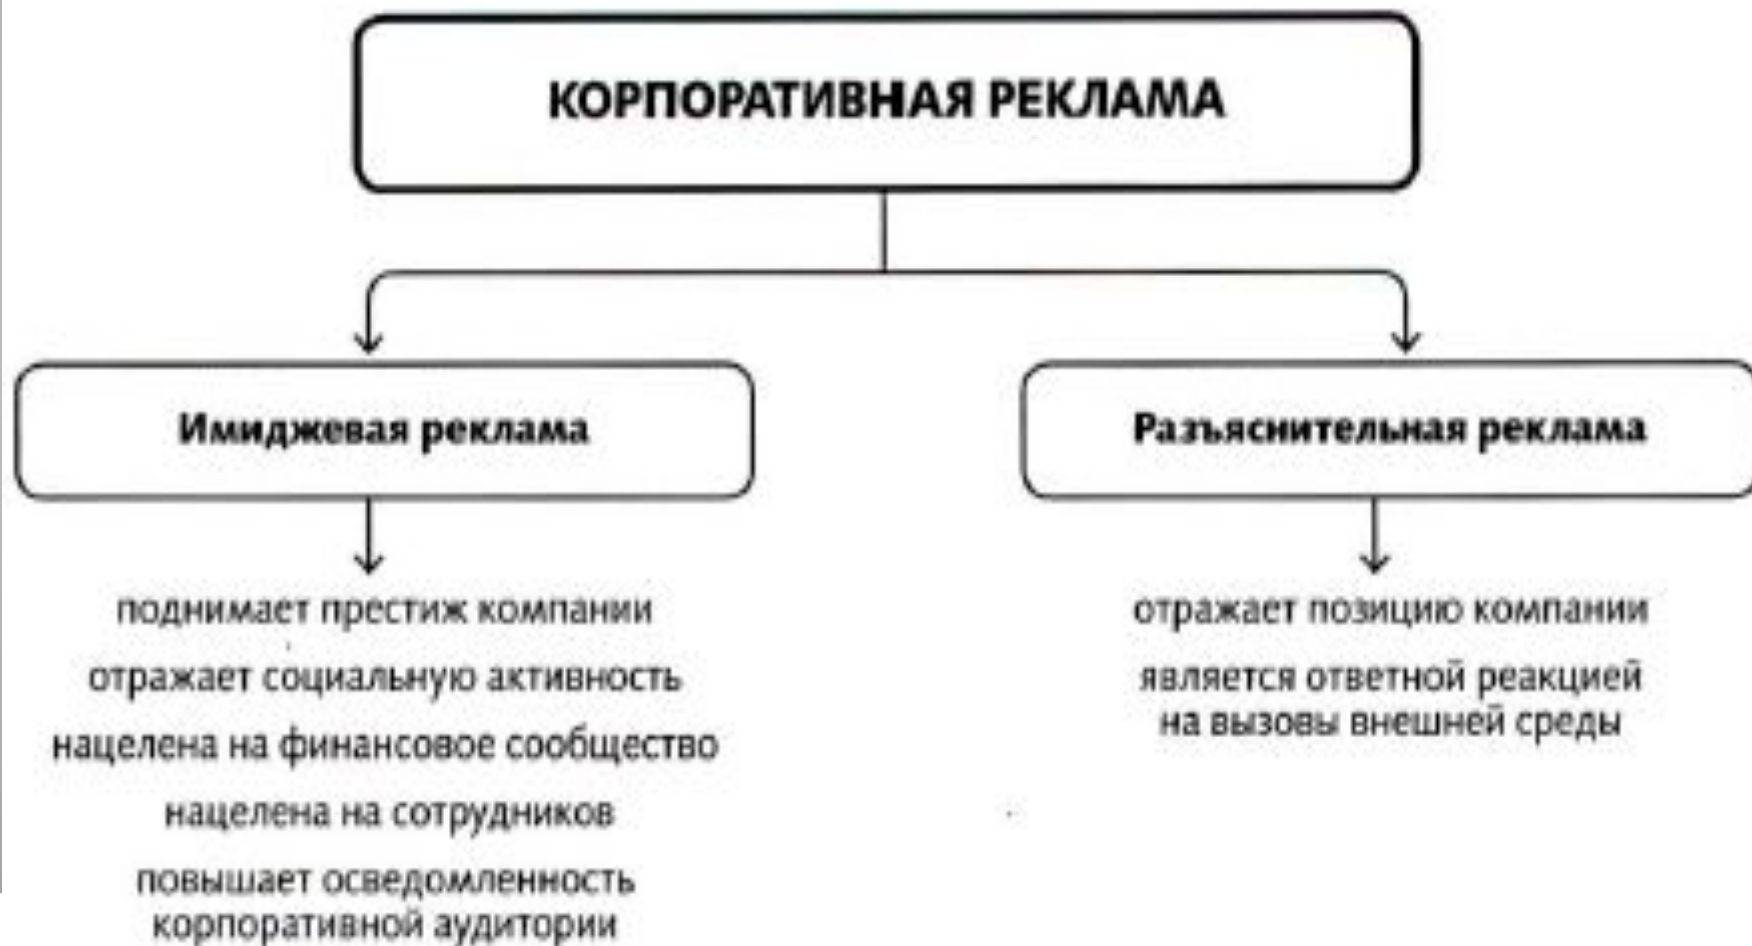 КОРПОРАТИВНАЯ РЕКЛАМА
Имиджевая реклама
поднимает престиж компании
отражает социальную активность
нацелена на финансовое сообщество
нацелена на сотрудников
повышает осведомленность
корпоративной аудитории
Разъяснительная реклама
отражает позицию компании
является ответной реакцией
на вызовы внешней среды